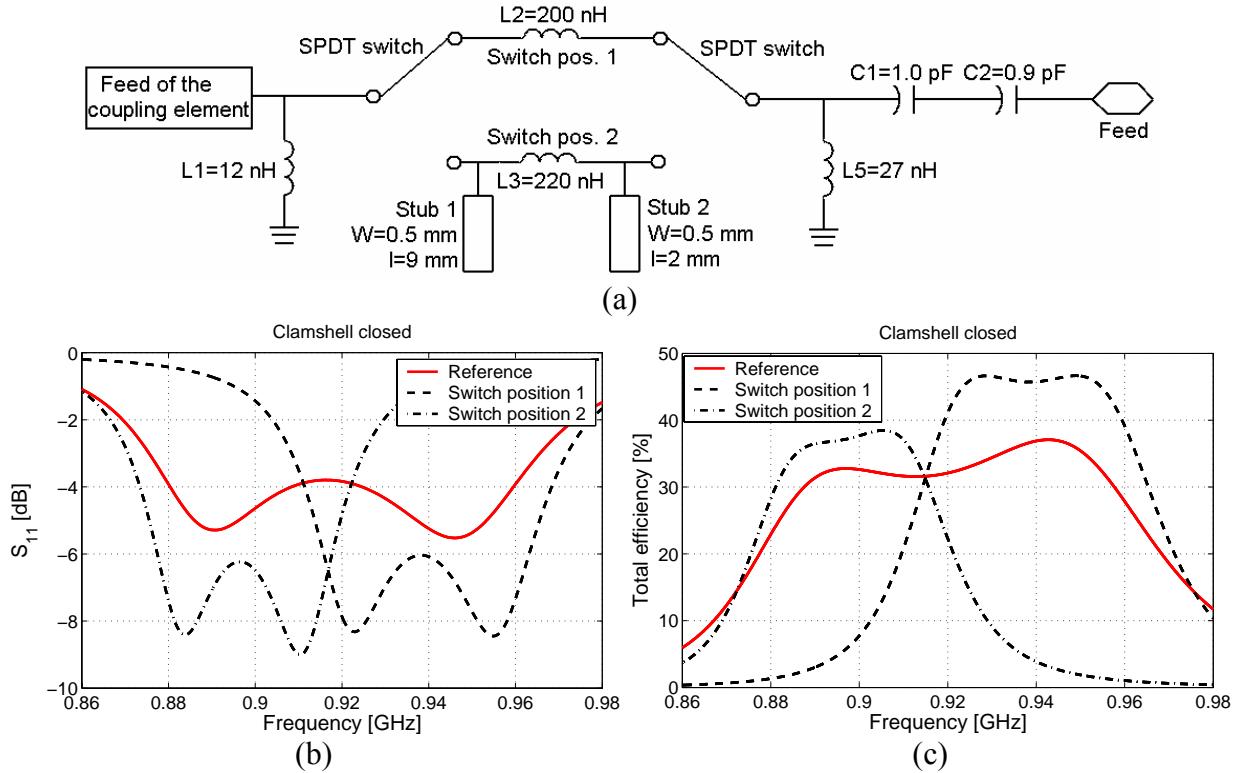 L2=200 nH
SPDT switch
Switch pos. 1
SPDT switch
Feed of the
coupling element
C1=1.0 pF
C2=0.9 pF
Feed
L1=12 nH
Switch pos. 2
L3=220 nH
L5=27 nH
Stub 1
W=0.5 mm
l=9 mm
Stub 2
W=0.5 mm
l=2 mm
(a)
Clamshell closed
0
−2
−4
−6
−8
−10
S11 [dB]
Reference
Switch position 1
Switch position 2
0.86
0.88
0.9
0.92
0.94
0.96
0.98
Frequency [GHz]
(b)
Clamshell closed
50
40
30
20
10
0
Total efficiency [%]
Reference
Switch position 1
Switch position 2
0.86
0.88
0.9
0.92
0.94
0.96
0.98
Frequency [GHz]
(c)